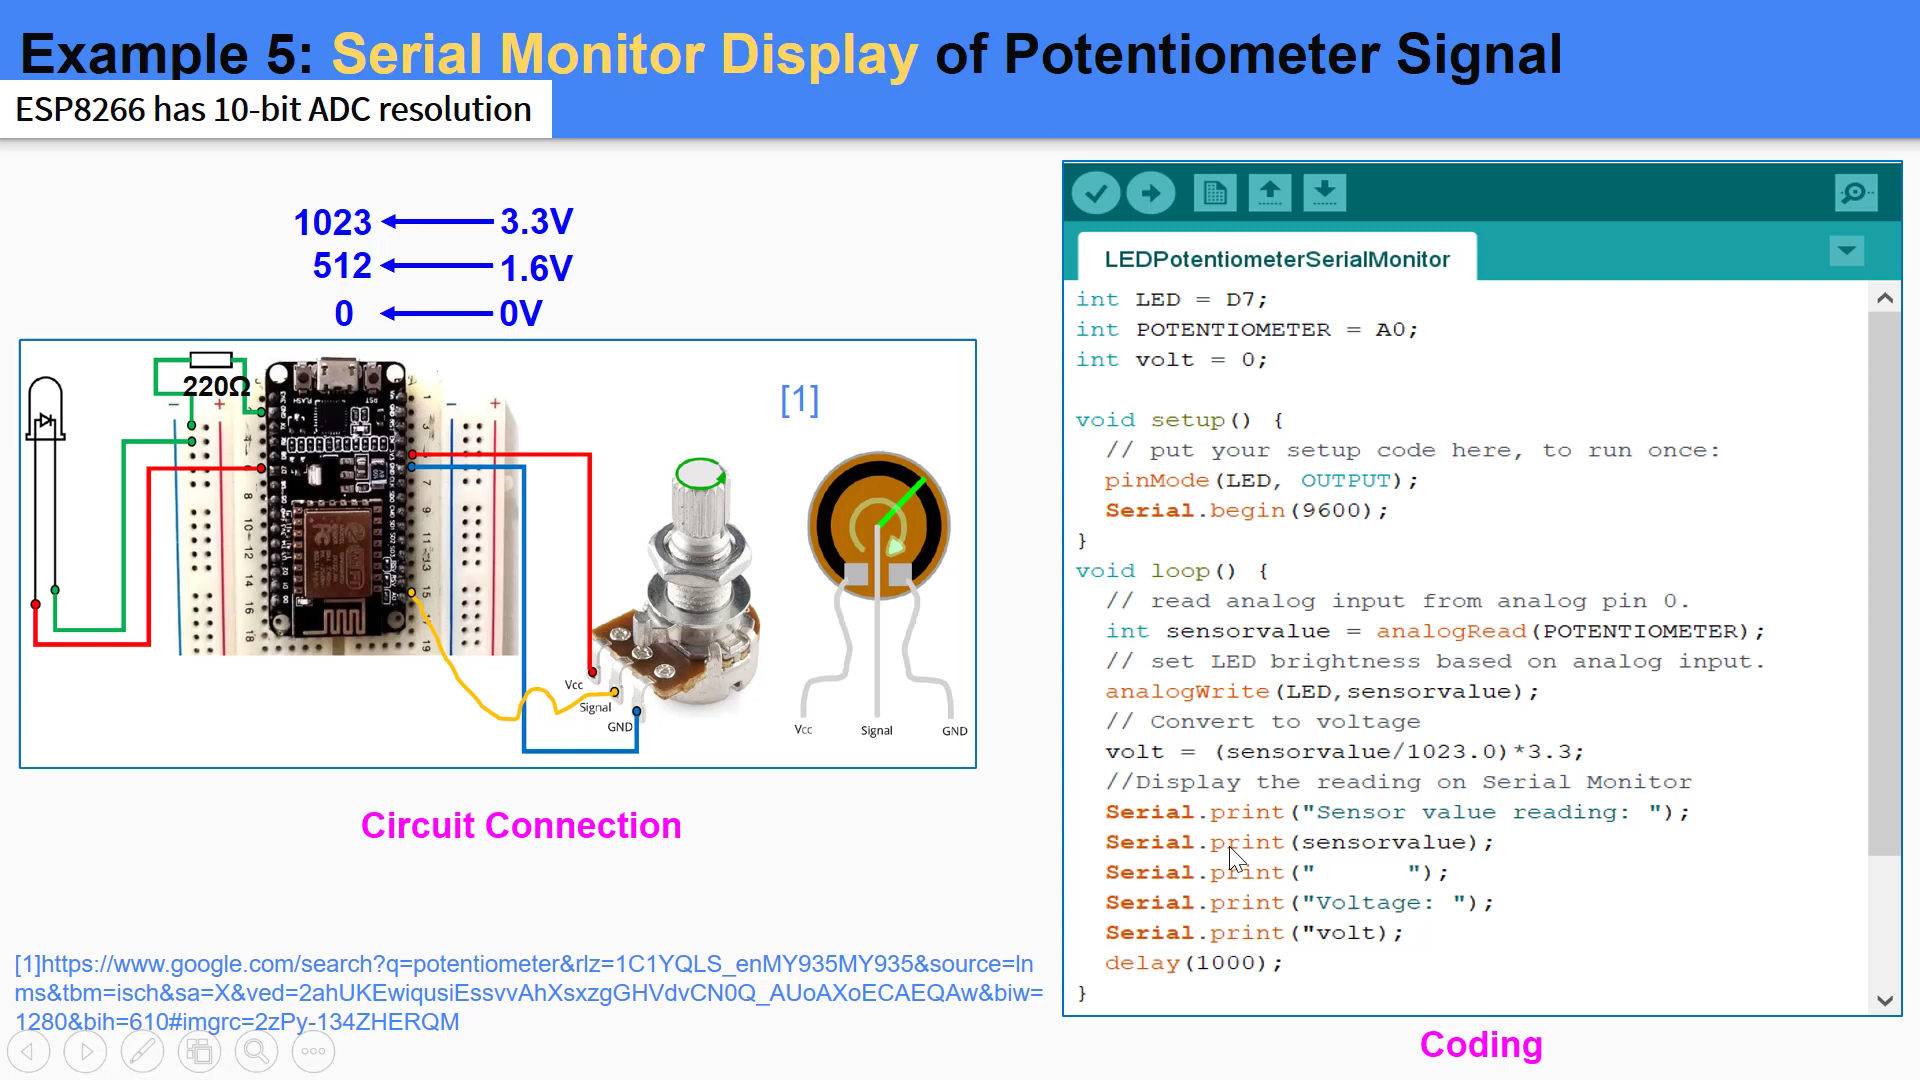 Example 5: Serial Monitor Display of Potentiometer Signal
ESP8266 has 10-bit ADC resolution
1023 3.3V
512 1.6V
0 0V
220Ω
[1]
Vcc
Signal
GND
Vcc Signal GND
Circuit Connection
[1]https://www.google.com/search?q=potentiometer&rlz=1C1YQLS_enMY935MY935&source=ln
ms&tbm=isch&sa=X&ved=2ahUKEwiqusiEssvvAhXsxzgGHVdvCN0Q_AUoAXoECAEQAw&biw=
1280&bih=610#imgrc=2zPy-134ZHERQM
LEDPotentiometerSerialMonitor
int LED = D7;
int POTENTIOMETER = A0;
int volt = 0;
void setup() {
// put your setup code here, to run once:
pinMode(LED, OUTPUT);
Serial.begin(9600);
}
void loop() {
// read analog input from analog pin 0.
int sensorvalue = analogRead(POTENTIOMETER);
// set LED brightness based on analog input.
analogWrite(LED,sensorvalue);
// Convert to voltage
volt = (sensorvalue/1023.0)*3.3;
//Display the reading on Serial Monitor
Serial.print("Sensor value reading: ");
Serial.print(sensorvalue);
Serial.print("      ");
Serial.print("Voltage: ");
Serial.print("volt);
delay(1000);
}
Coding